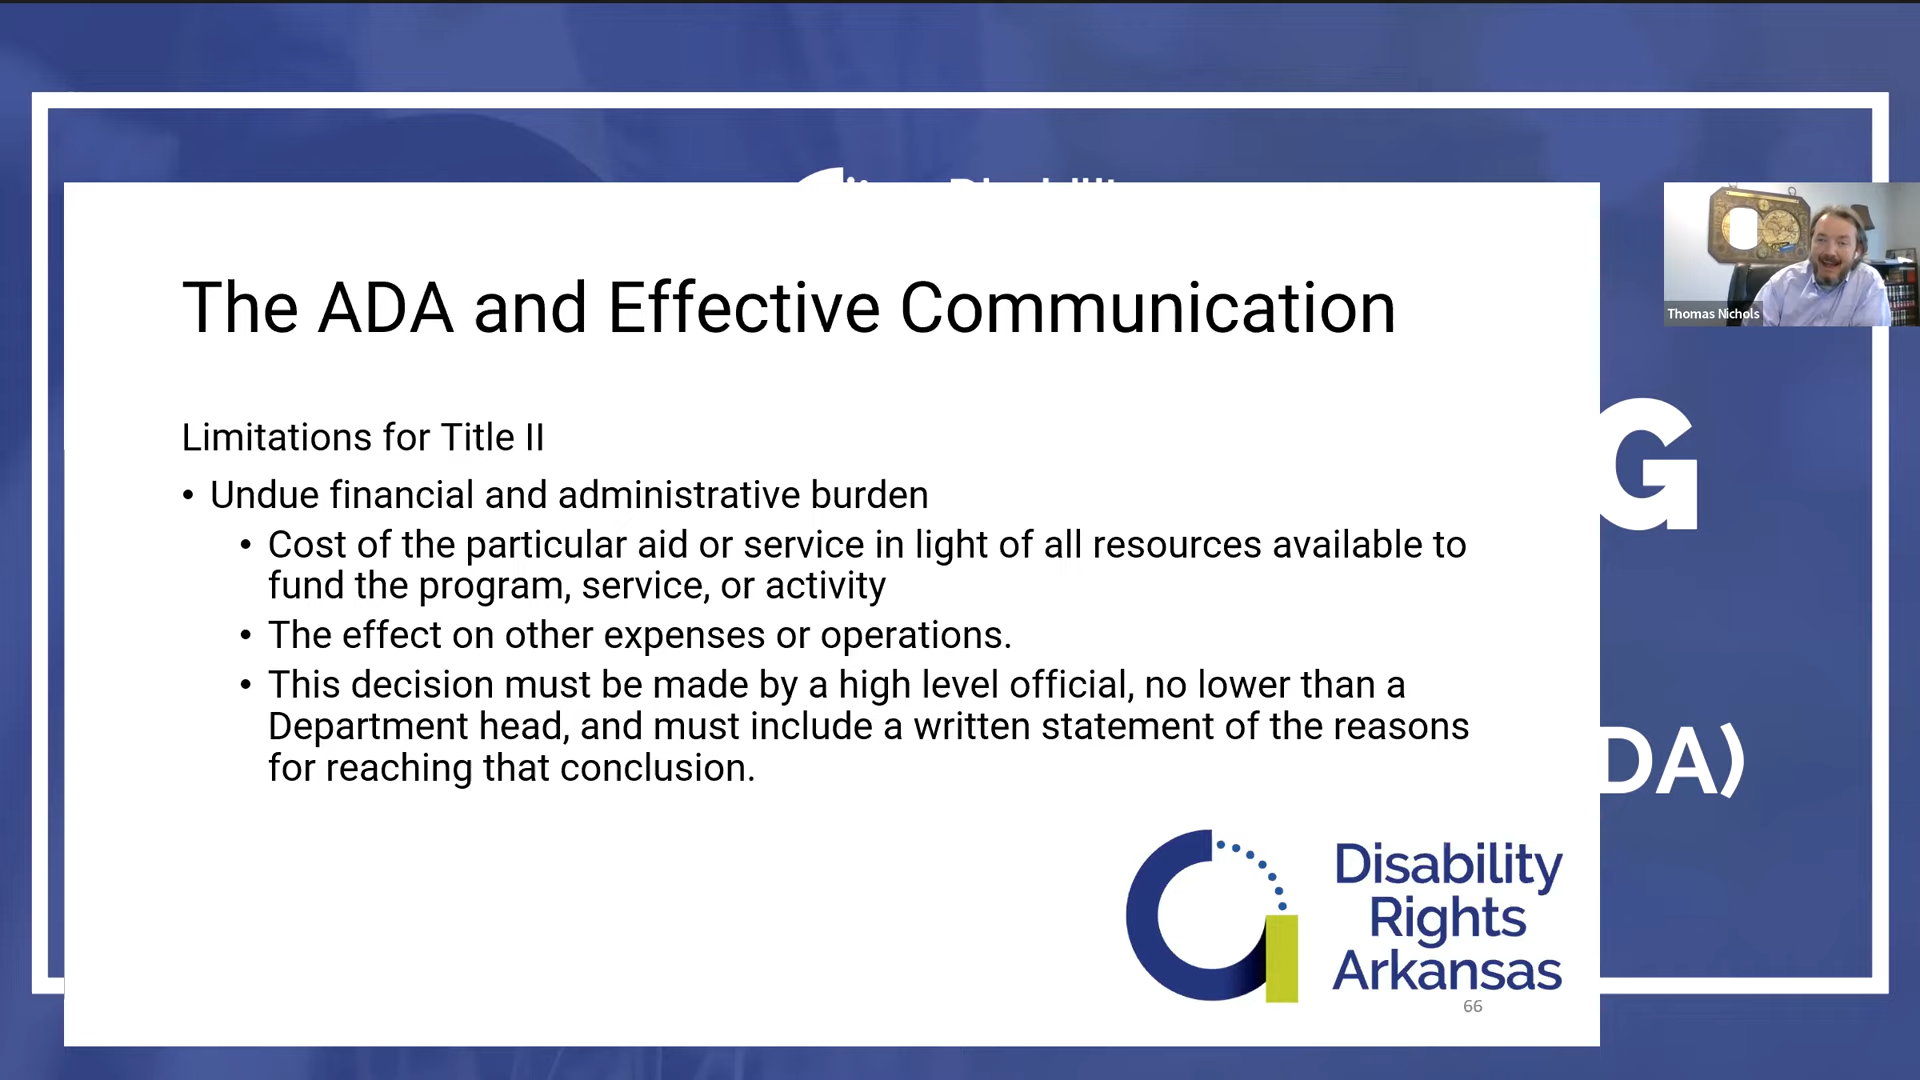 The ADA and Effective Communication
Thomas Nichols
Limitations for Title II
• Undue financial and administrative burden
• Cost of the particular aid or service in light of all resources available to
fund the program, service, or activity
• The effect on other expenses or operations.
• This decision must be made by a high level official, no lower than a
Department head, and must include a written statement of the reasons
for reaching that conclusion.
G
DA)
Disability
Rights
Arkansas
66